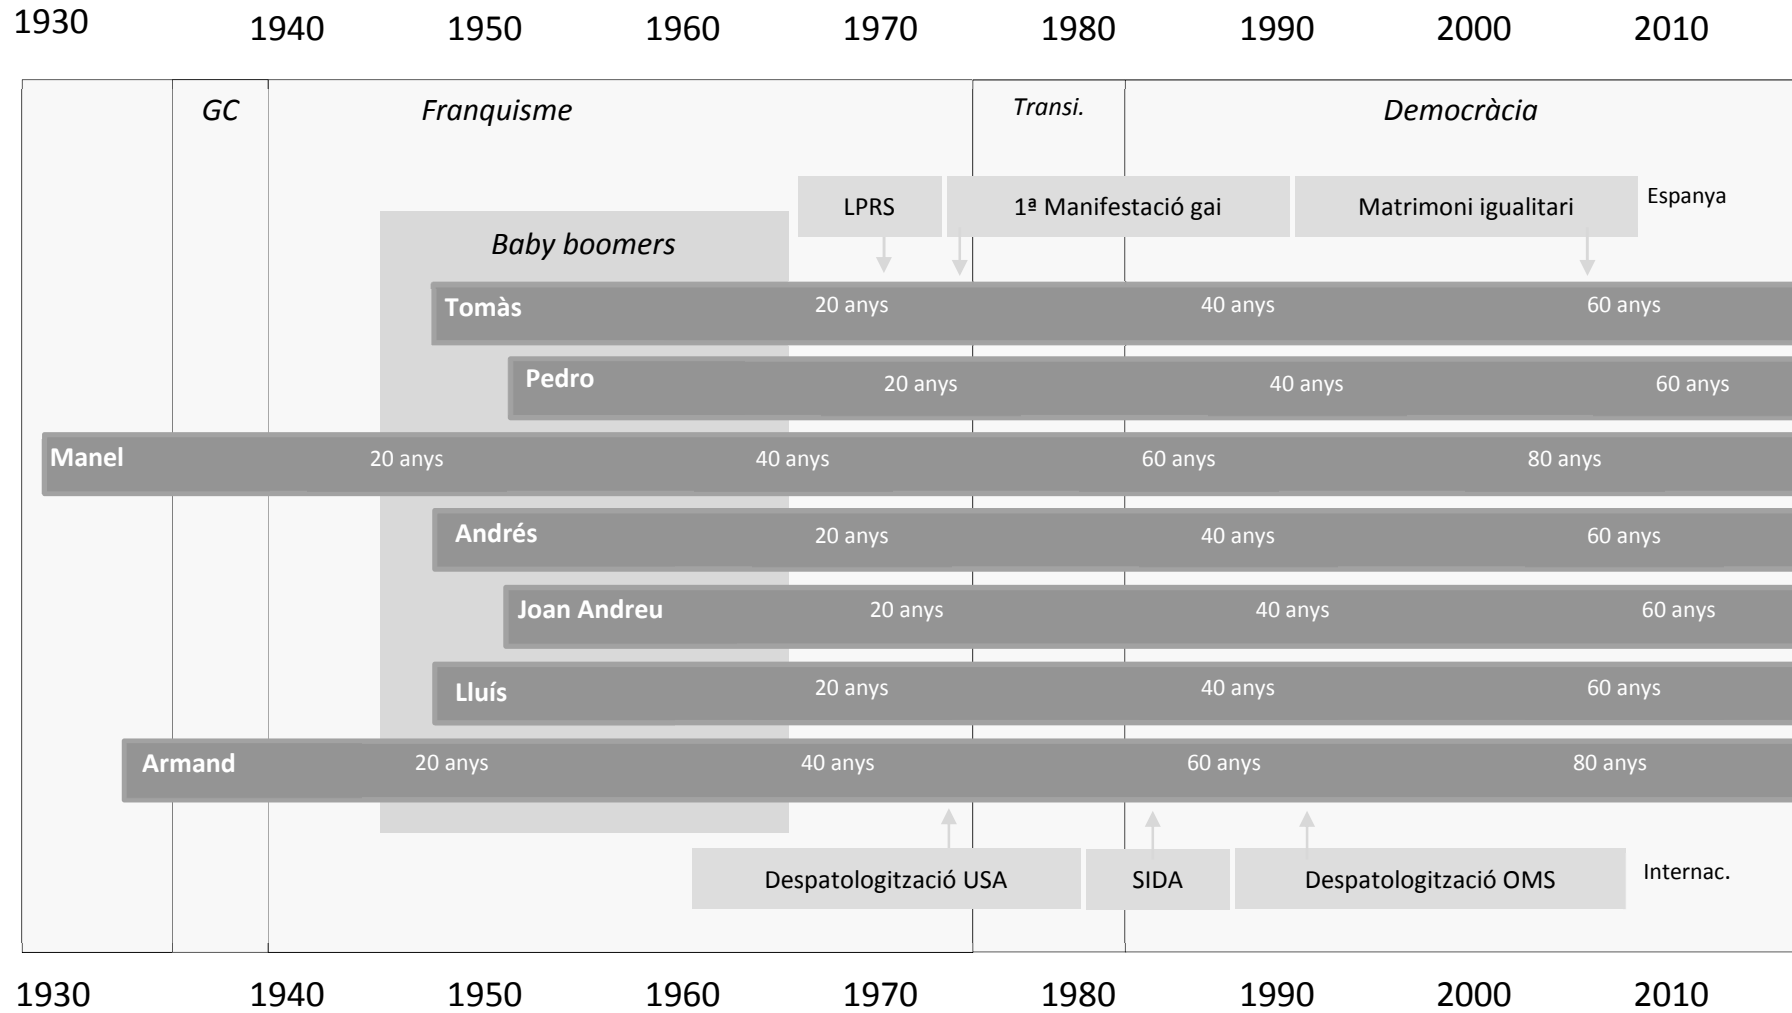 1930 1940 1950 1960 1970 1980 1990 2000 2010
GC Franquisme Transi. Democràcia
LPRS 1ª Manifestació gai Matrimoni igualitari Espanya
Baby boomers
Tomàs 20 anys 40 anys 60 anys
Pedro 20 anys 40 anys 60 anys
Manel 20 anys 40 anys 60 anys 80 anys
Andrés 20 anys 40 anys 60 anys
Joan Andreu 20 anys 40 anys 60 anys
Lluís 20 anys 40 anys 60 anys
Armand 20 anys 40 anys 60 anys 80 anys
Despatologització USA SIDA Despatologització OMS Internac.
1930 1940 1950 1960 1970 1980 1990 2000 2010